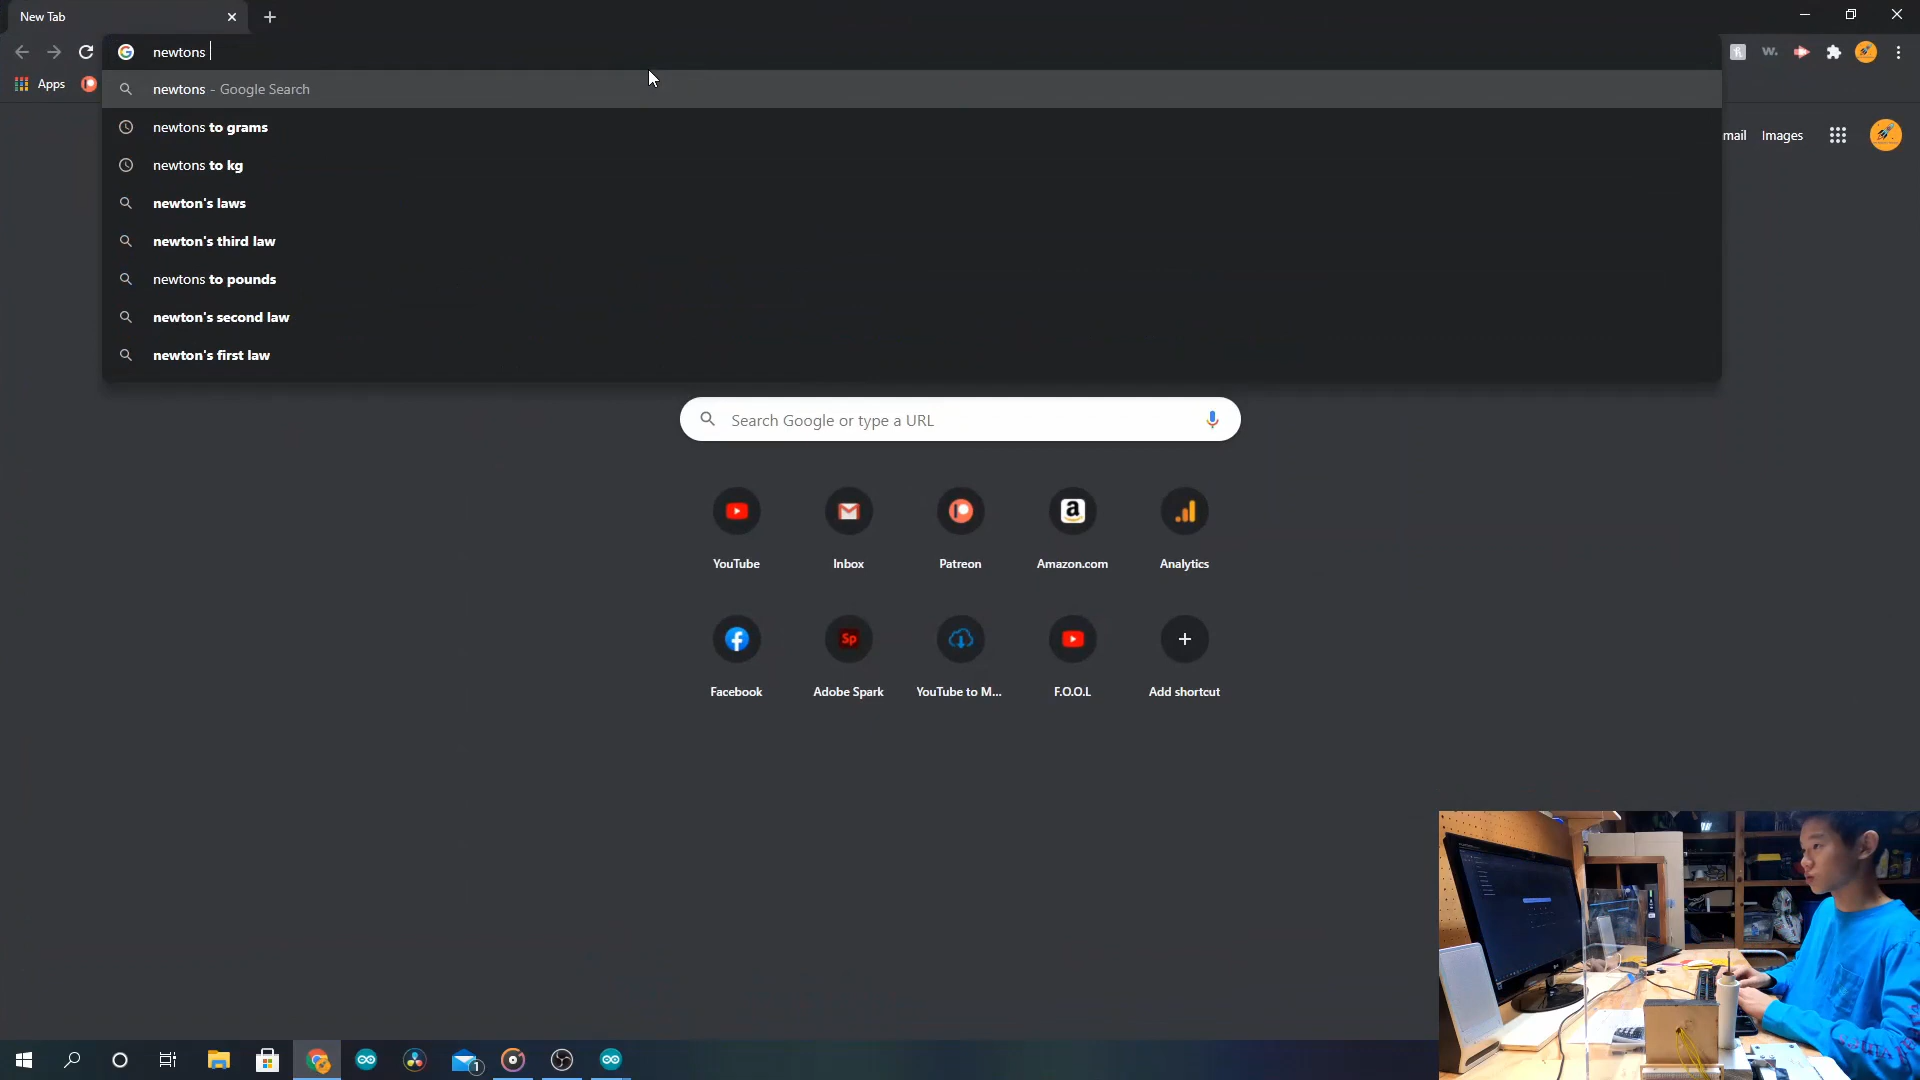 New Tab
newtons
newtons - Google Search
newtons to grams
newtons to kg
newton's laws
newton's third law
newtons to pounds
newton's second law
newton's first law
Apps
mail
Images
Search Google or type a URL
YouTube
Inbox
Patreon
Amazon.com
Analytics
Facebook
Adobe Spark
YouTube to M...
F.O.O.L
Add shortcut